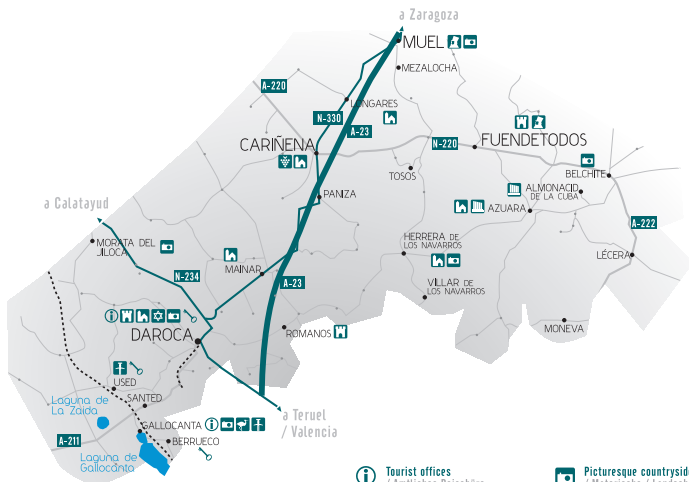 a Zaragoza
MUEL
MEZALOCHA
A-220
LONGARES
N-330
A-23
CARIÑENA
N-220
FUENDETODOS
TOSOS
BELCHITE
ALMONACID
DE LA CUBA
PANIZA
AZUARA
a Calatayud
A-222
MORATA DEL
JILOCA
HERRERA DE
LOS NAVARROS
LÉCERA
N-234
MAINAR
A-23
VILLAR DE
LOS NAVARROS
DAROCA
ROMANOS
MONEVA
USED
SANTED
Laguna de
La Zaida
a Teruel
/ Valencia
GALLOCANTA
A-211
BERRUECO
Laguna de
Gallocanta
Tourist offices
Picturesque countryside